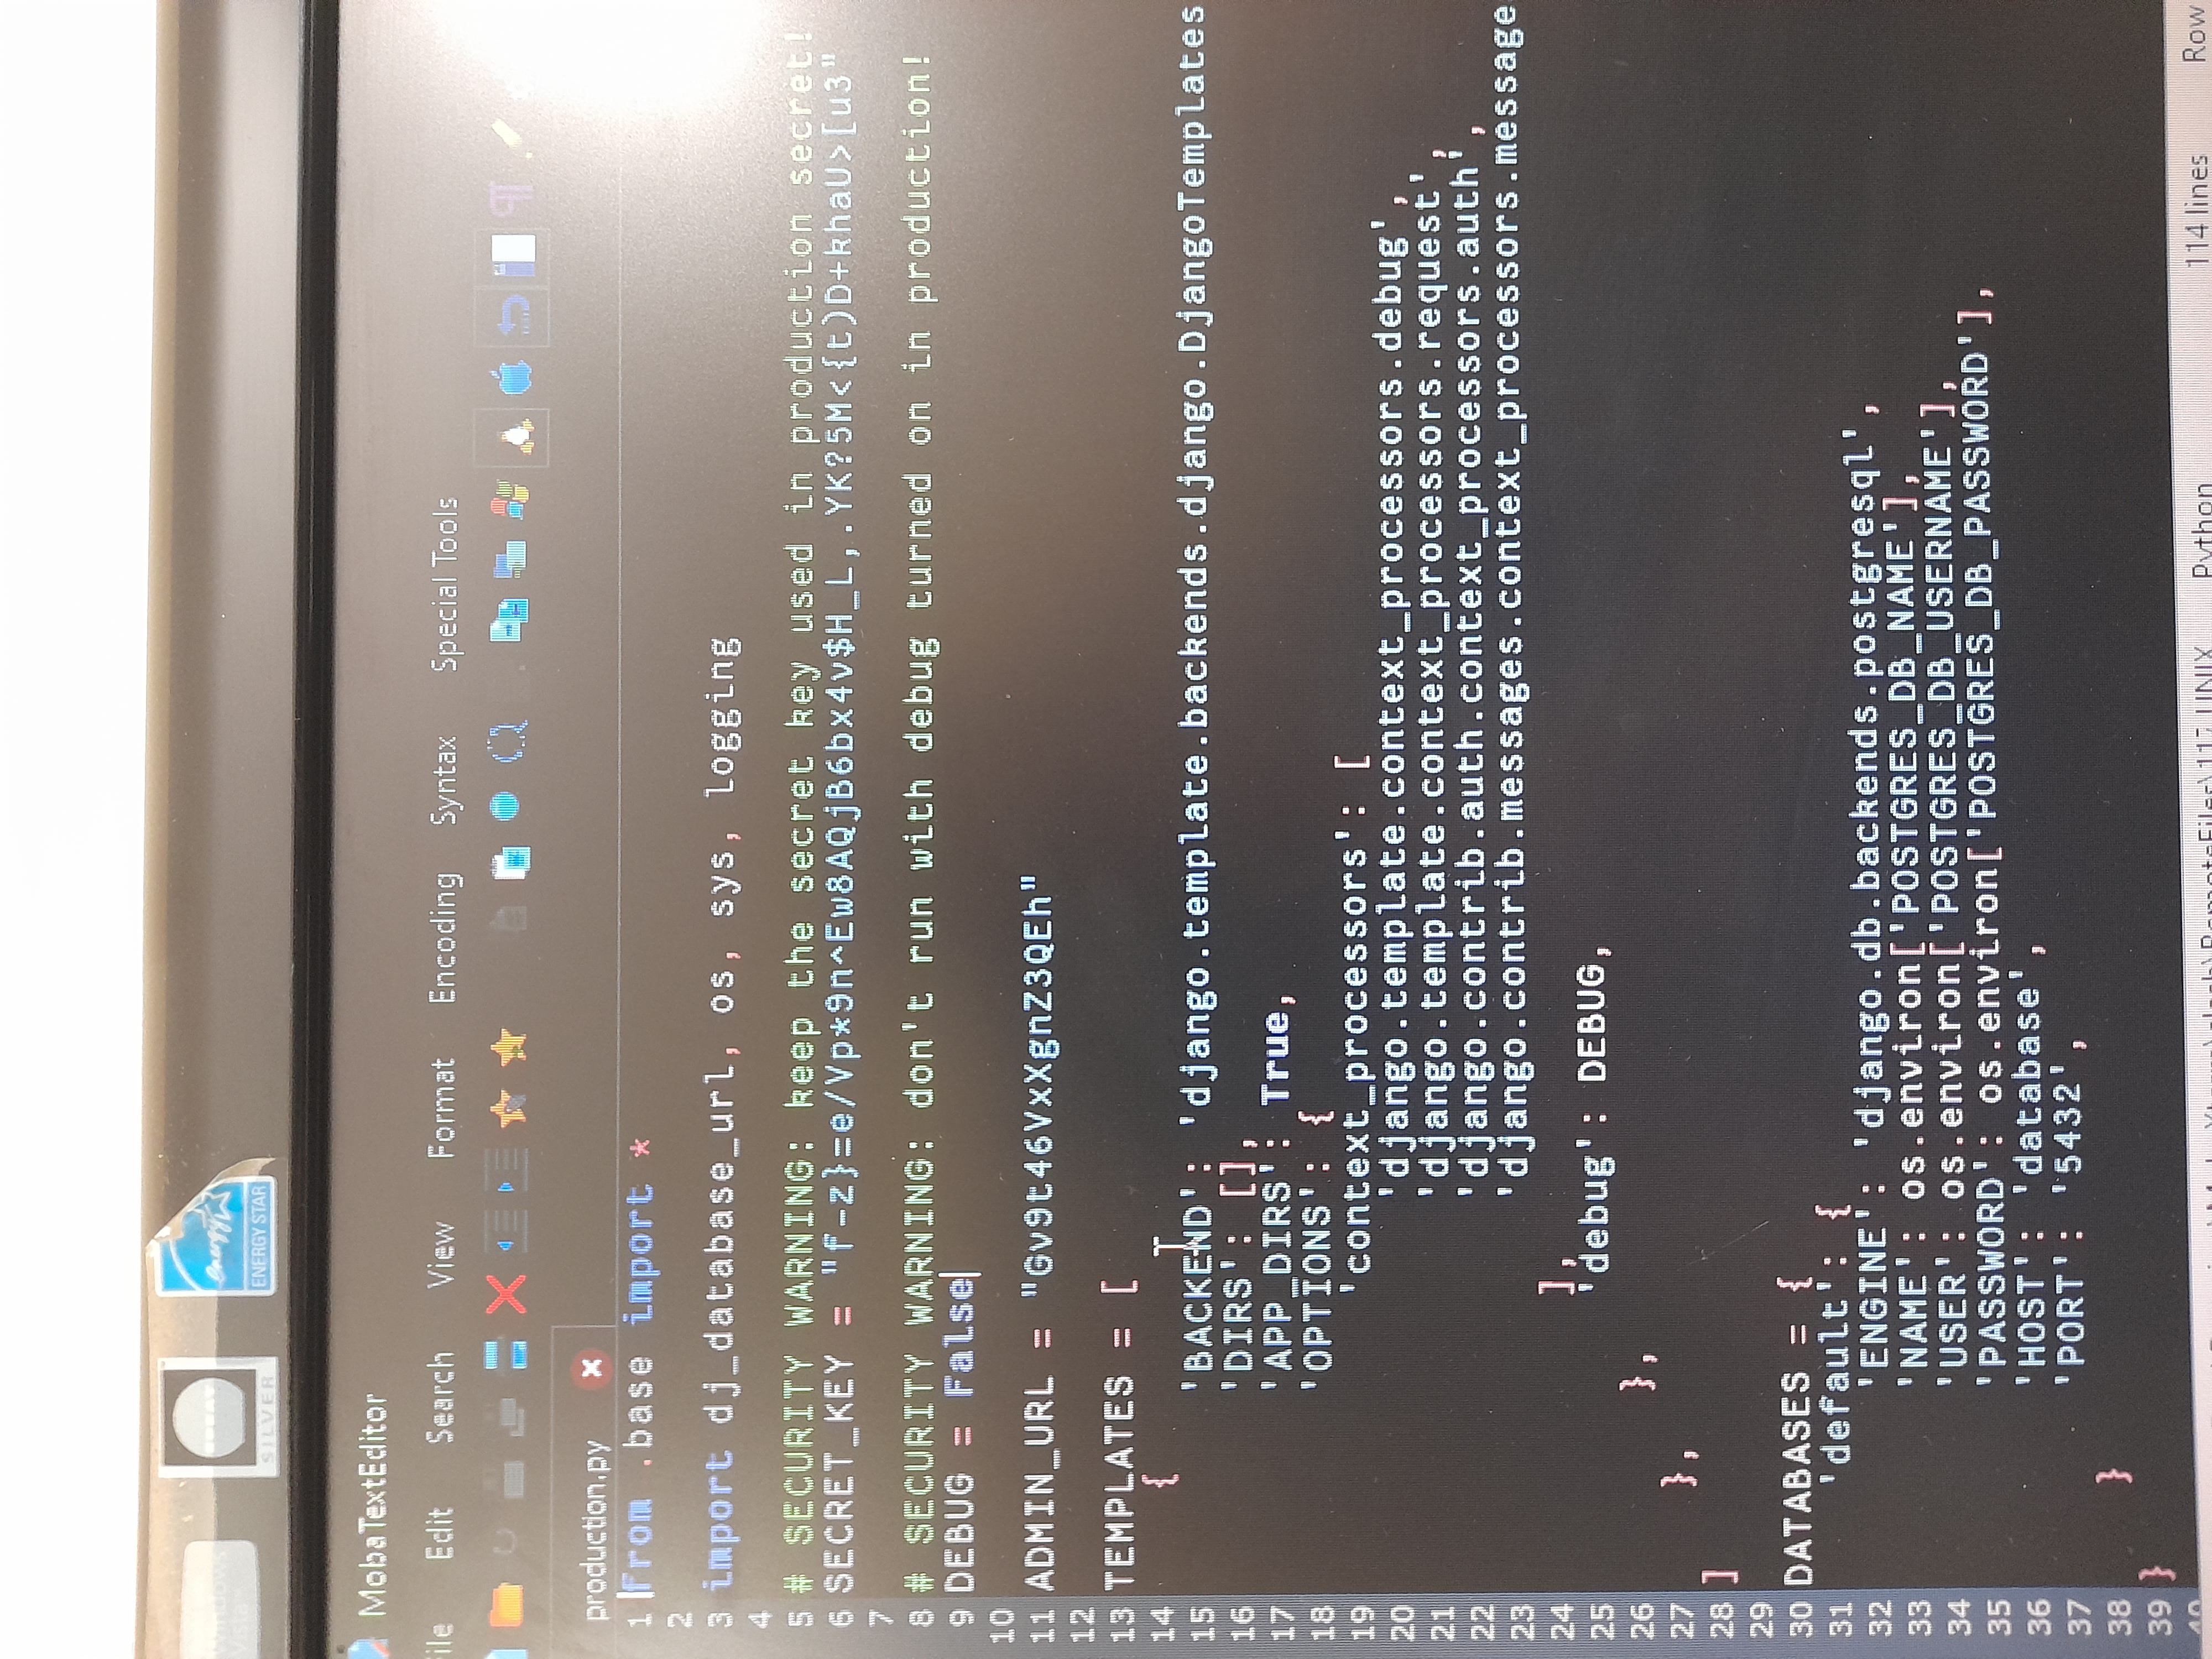 Windows
Vista™
EPEAT
SILVER
energy
ENERGY STAR
MobaTextEditor
File Edit Search View Format Encoding Syntax Special Tools
production.py
1 from .base import *
2
3 import dj_database_url, os, sys, logging
4
5 # SECURITY WARNING: keep the secret key used in production secret!
6 SECRET_KEY = "f-z}=e/Vp*9n^Ew8AQjB6bx4v$H_L,.YK?5M<{t)D+khaU>[u3"
7
8 # SECURITY WARNING: don't run with debug turned on in production!
9 DEBUG = False
10
11 ADMIN_URL = "Gv9t46VxXgnZ3QEh"
12
13 TEMPLATES = [
14 {
15 'BACKEND': 'django.template.backends.django.DjangoTemplates
16 'DIRS': [],
17 'APP_DIRS': True,
18 'OPTIONS': {
19 'context_processors': [
20 'django.template.context_processors.debug',
21 'django.template.context_processors.request',
22 'django.contrib.auth.context_processors.auth',
23 'django.contrib.messages.context_processors.message
24 ],
25 'debug': DEBUG,
26 },
27 },
28 ]
29
30 DATABASES = {
31 'default': {
32 'ENGINE': 'django.db.backends.postgresql',
33 'NAME': os.environ['POSTGRES_DB_NAME'],
34 'USER': os.environ['POSTGRES_DB_USERNAME'],
35 'PASSWORD': os.environ['POSTGRES_DB_PASSWORD'],
36 'HOST': 'database',
37 'PORT': '5432',
38 }
39 }
40
UNIX Python 114 lines Row